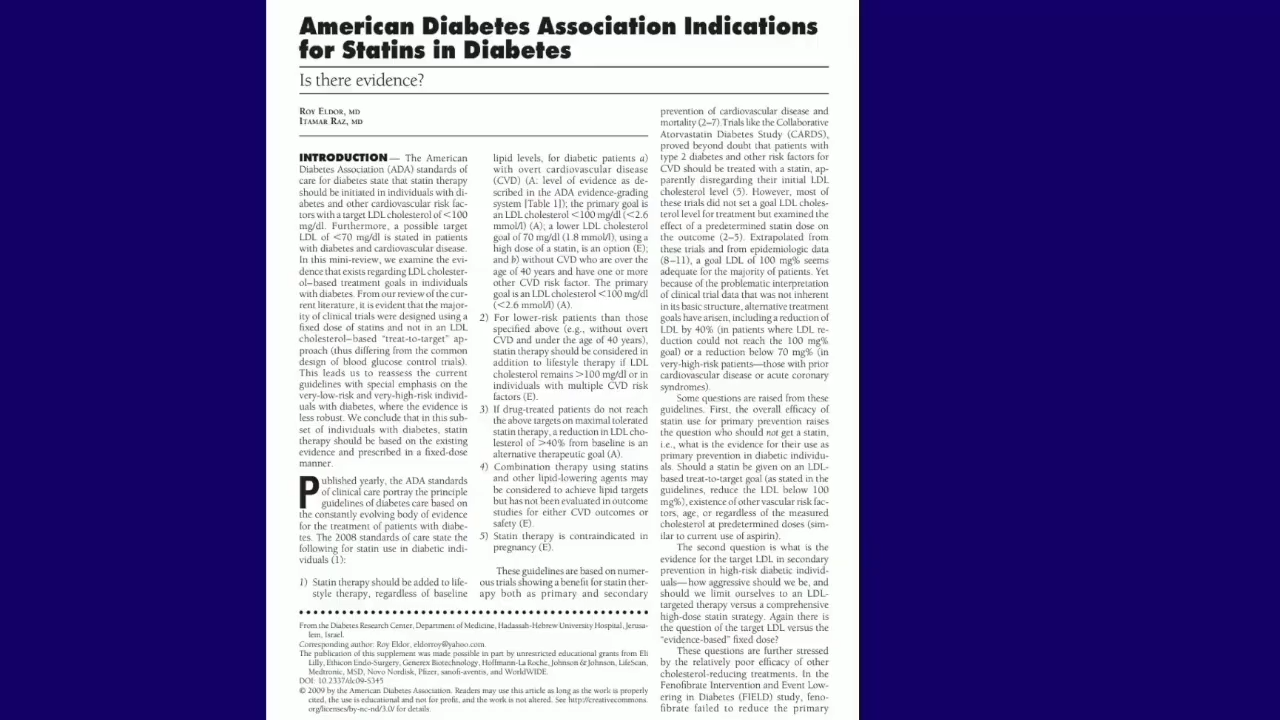 American Diabetes Association Indications
for Statins in Diabetes
Is there evidence?
ROY ELDOR, MD
ITAMAR RAZ, MD
INTRODUCTION — The American
Diabetes Association (ADA) standards of
care for diabetes state that statin therapy
should be initiated in individuals with di-
abetes and other cardiovascular risk fac-
tors with a target LDL cholesterol of <100
mg/dl. Furthermore, a possible target
LDL of <70 mg/dl is stated in patients
with diabetes and cardiovascular disease.
In this mini-review, we examine the evi-
dence that exists regarding LDL cholester-
ol–based treatment goals in individuals
with diabetes. From our review of the cur-
rent literature, it is evident that the major-
ity of clinical trials were designed using a
fixed dose of statins and not in an LDL
cholesterol–based “treat-to-target” ap-
proach (thus differing from the common
design of blood glucose control trials).
This leads us to reassess the current
guidelines with special emphasis on the
very-low-risk and very-high-risk individ-
uals with diabetes, where the evidence is
less robust. We conclude that in this sub-
set of individuals with diabetes, statin
therapy should be based on the existing
evidence and prescribed in a fixed-dose
manner.
Published yearly, the ADA standards
of clinical care portray the principle
guidelines of diabetes care based on
the constantly evolving body of evidence
for the treatment of patients with diabe-
tes. The 2008 standards of care state the
following for statin use in diabetic indi-
viduals (1):
1) Statin therapy should be added to life-
style therapy, regardless of baseline
lipid levels, for diabetic patients a)
with overt cardiovascular disease
(CVD) (A: level of evidence as de-
scribed in the ADA evidence-grading
system [Table 1]); the primary goal is
an LDL cholesterol <100 mg/dl (<2.6
mmol/l) (A); a lower LDL cholesterol
goal of 70 mg/dl (1.8 mmol/l), using a
high dose of a statin, is an option (E);
and b) without CVD who are over the
age of 40 years and have one or more
other CVD risk factor. The primary
goal is an LDL cholesterol <100 mg/dl
(<2.6 mmol/l) (A).
2) For lower-risk patients than those
specified above (e.g., without overt
CVD and under the age of 40 years),
statin therapy should be considered in
addition to lifestyle therapy if LDL
cholesterol remains >100 mg/dl or in
individuals with multiple CVD risk
factors (E).
3) If drug-treated patients do not reach
the above targets on maximal tolerated
statin therapy, a reduction in LDL cho-
lesterol of >40% from baseline is an
alternative therapeutic goal (A).
4) Combination therapy using statins
and other lipid-lowering agents may
be considered to achieve lipid targets
but has not been evaluated in outcome
studies for either CVD outcomes or
safety (E).
5) Statin therapy is contraindicated in
pregnancy (E).
These guidelines are based on numer-
ous trials showing a benefit for statin ther-
apy both as primary and secondary
prevention of cardiovascular disease and
mortality (2–7). Trials like the Collaborative
Atorvastatin Diabetes Study (CARDS),
proved beyond doubt that patients with
type 2 diabetes and other risk factors for
CVD should be treated with a statin, ap-
parently disregarding their initial LDL
cholesterol level (5). However, most of
these trials did not set a goal LDL choles-
terol level for treatment but examined the
effect of a predetermined statin dose on
the outcome (2–5). Extrapolated from
these trials and from epidemiologic data
(8–11), a goal LDL of 100 mg% seems
adequate for the majority of patients. Yet
because of the problematic interpretation
of clinical trial data that was not inherent
in its basic structure, alternative treatment
goals have arisen, including a reduction of
LDL by 40% (in patients where LDL re-
duction could not reach the 100 mg%
goal) or a reduction below 70 mg% (in
very-high-risk patients—those with prior
cardiovascular disease or acute coronary
syndromes).
Some questions are raised from these
guidelines. First, the overall efficacy of
statin use for primary prevention raises
the question who should not get a statin,
i.e., what is the evidence for their use as
primary prevention in diabetic individu-
als. Should a statin be given on an LDL-
based treat-to-target goal (as stated in the
guidelines, reduce the LDL below 100
mg%), existence of other vascular risk fac-
tors, age, or regardless of the measured
cholesterol at predetermined doses (sim-
ilar to current use of aspirin).
The second question is what is the
evidence for the target LDL in secondary
prevention in high-risk diabetic individ-
uals—how aggressive should we be, and
should we limit ourselves to an LDL-
targeted therapy versus a comprehensive
high-dose statin strategy. Again there is
the question of the target LDL versus the
“evidence-based” fixed dose?
These questions are further stressed
by the relatively poor efficacy of other
cholesterol-reducing treatments. In the
Fenofibrate Intervention and Event Low-
ering in Diabetes (FIELD) study, feno-
fibrate failed to reduce the primary
From the Diabetes Research Center, Department of Medicine, Hadassah-Hebrew University Hospital, Jerusa-
lem, Israel.
Corresponding author: Roy Eldor, eldorroy@yahoo.com.
The publication of this supplement was made possible in part by unrestricted educational grants from Eli
Lilly, Ethicon Endo-Surgery, Generex Biotechnology, Hoffmann-La Roche, Johnson & Johnson, LifeScan,
Medtronic, MSD, Novo Nordisk, Pfizer, sanofi-aventis, and WorldWIDE.
DOI: 10.2337/dc09-S345
© 2009 by the American Diabetes Association. Readers may use this article as long as the work is properly
cited, the use is educational and not for profit, and the work is not altered. See http://creativecommons.
org/licenses/by-nc-nd/3.0/ for details.